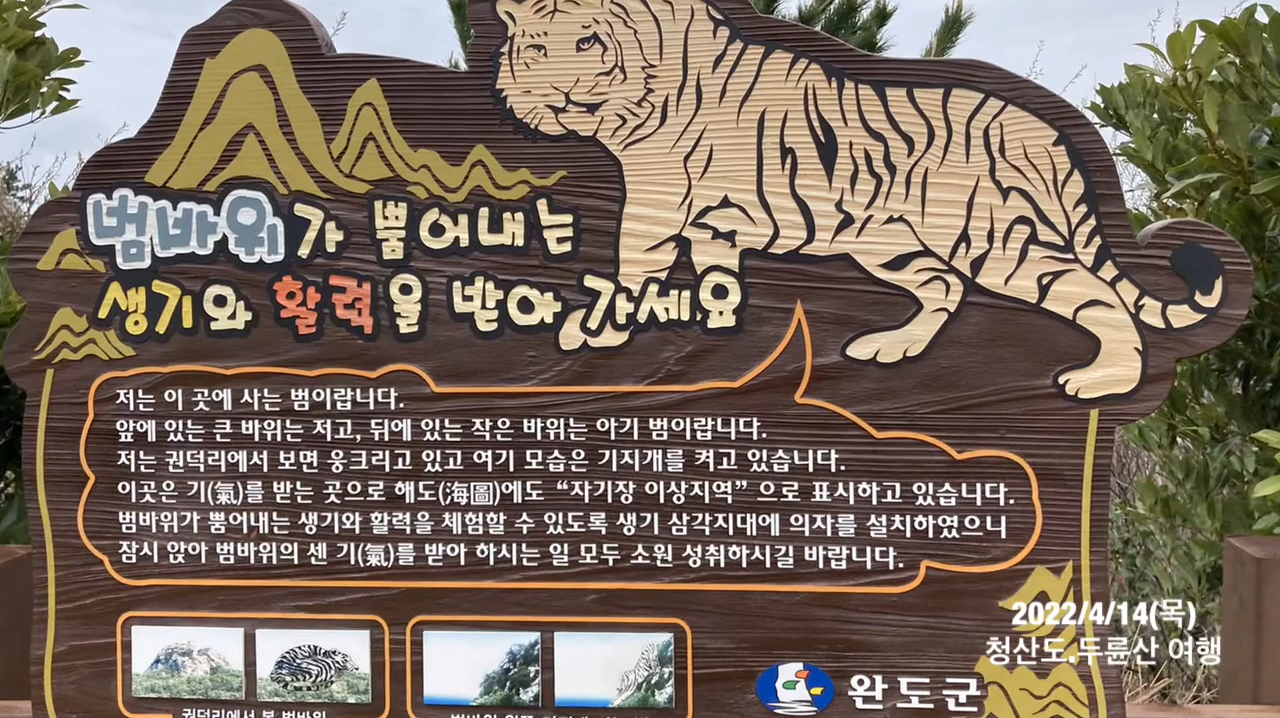 범바위가 뿜어내는
생기와 활력을 받아 가세요
저는 이 곳에 사는 범이랍니다.
앞에 있는 큰 바위는 저고, 뒤에 있는 작은 바위는 아기 범이랍니다.
저는 권덕리에서 보면 웅크리고 있고 여기 모습은 기지개를 켜고 있습니다.
이곳은 기(氣)를 받는 곳으로 해도(海圖)에도 “자기장 이상지역” 으로 표시하고 있습니다.
범바위가 뿜어내는 생기와 활력을 체험할 수 있도록 생기 삼각지대에 의자를 설치하였으니
잠시 앉아 범바위의 센 기(氣)를 받아 하시는 일 모두 소원 성취하시길 바랍니다.
권덕리에서 본 범바위
완도군
2022/4/14(목)
청산도.두륜산 여행